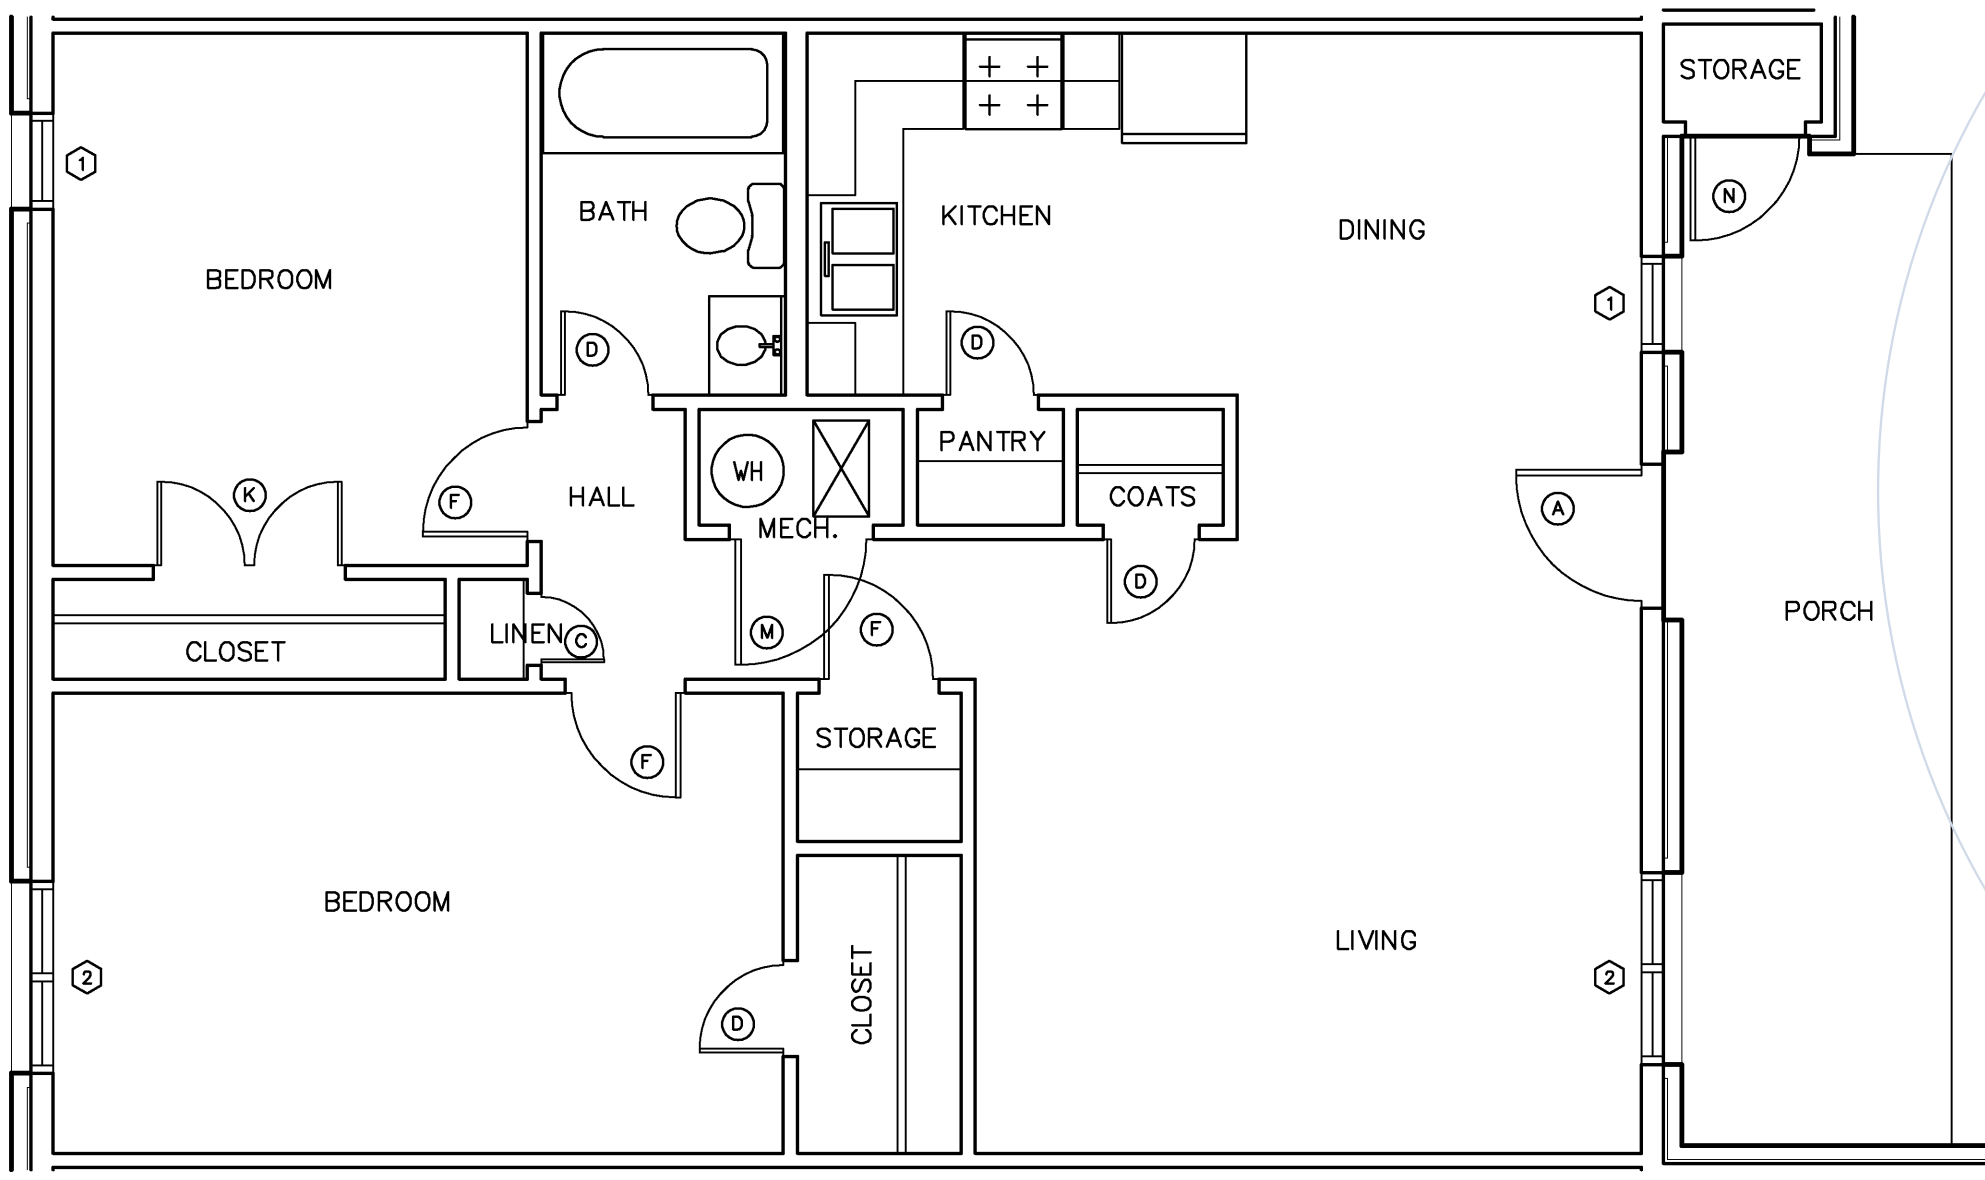 STORAGE
1
N
BATH
KITCHEN
DINING
BEDROOM
1
D
D
PANTRY
WH
K
F
HALL
COATS
A
MECH.
D
PORCH
LINEN
C
M
F
CLOSET
STORAGE
F
BEDROOM
LIVING
CLOSET
2
2
D